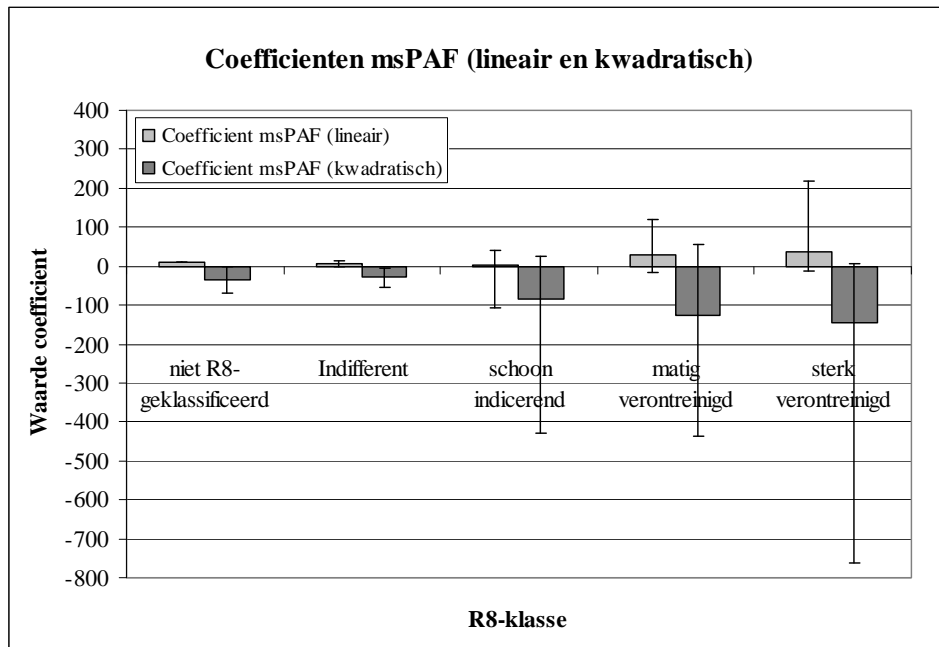 Coefficienten msPAF (lineair en kwadratisch)
400
300
200
100
0
-100
-200
-300
-400
-500
-600
-700
-800
Waarde coefficient
Coefficient msPAF (lineair)
Coefficient msPAF (kwadratisch)
niet R8-
geklassificeerd
Indifferent
schoon
indicerend
matig
verontreinigd
sterk
verontreinigd
R8-klasse